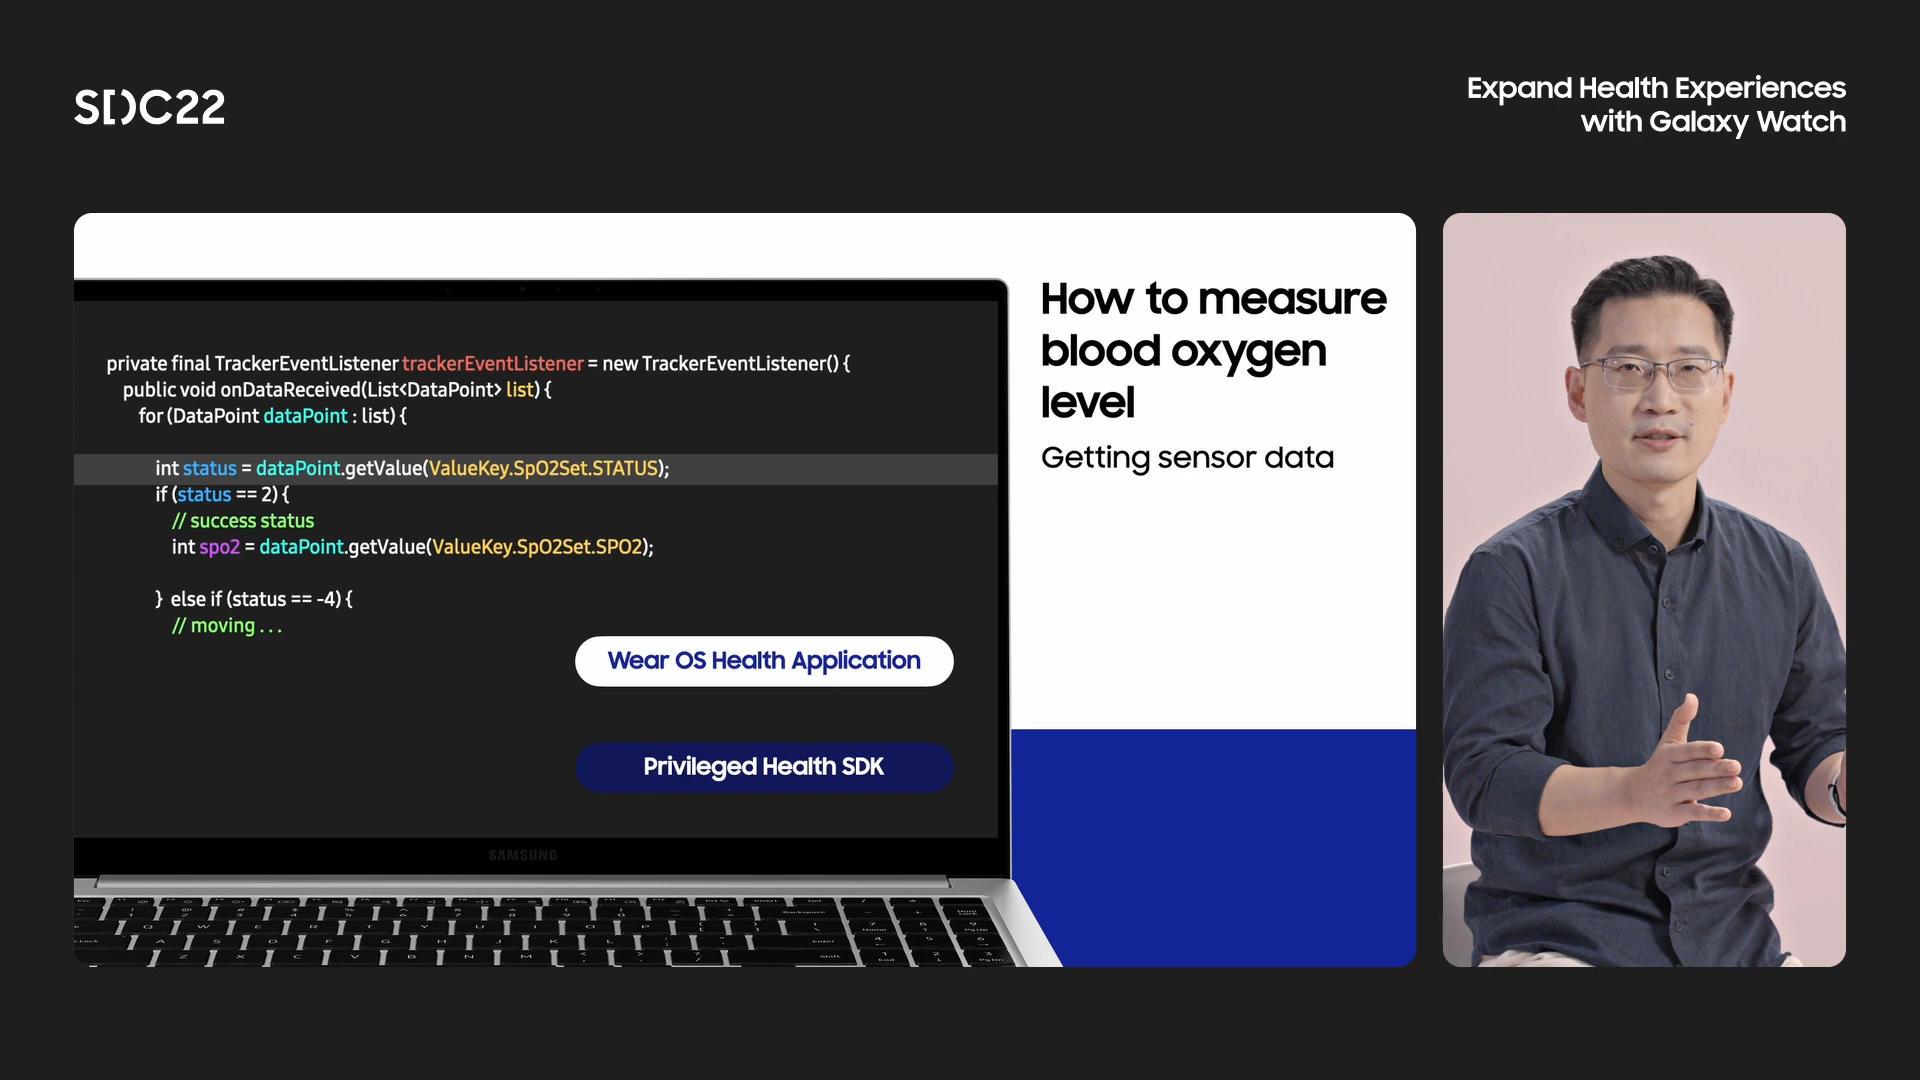 SDC22
Expand Health Experiences
with Galaxy Watch
private final TrackerEventListener trackerEventListener = new TrackerEventListener() {
public void onDataReceived(List<DataPoint> list) {
for (DataPoint dataPoint : list) {
int status = dataPoint.getValue(ValueKey.SpO2Set.STATUS);
if (status == 2) {
// success status
int spo2 = dataPoint.getValue(ValueKey.SpO2Set.SPO2);
} else if (status == -4) {
// moving . . .
Wear OS Health Application
Privileged Health SDK
SAMSUNG
How to measure
blood oxygen
level
Getting sensor data